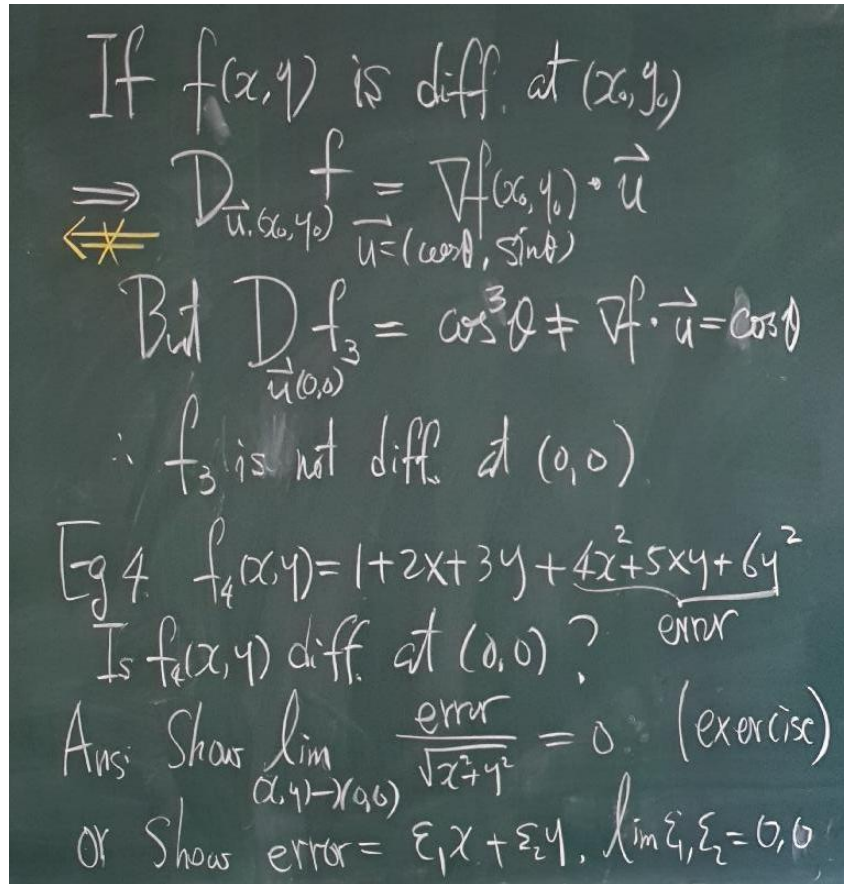 If f(x,y) is diff. at (x₀,y₀)
⟹ D_{u⃗,(x₀,y₀)} f = ∇f(x₀,y₀)·u⃗
u⃗=(cosθ, sinθ)
But D_{u⃗(0,0)} f₃ = cos³θ ≠ ∇f·u⃗ = cosθ
∴ f₃ is not diff. at (0,0)
Eg 4. f₄(x,y)=1+2x+3y+4x²+5xy+6y²
error
Is f₄(x,y) diff. at (0,0)?
Ans: Show lim_{(x,y)→(0,0)} error/√(x²+y²) = 0. (exercise)
or Show error = ε₁x + ε₂y, lim ε₁,ε₂ = 0,0